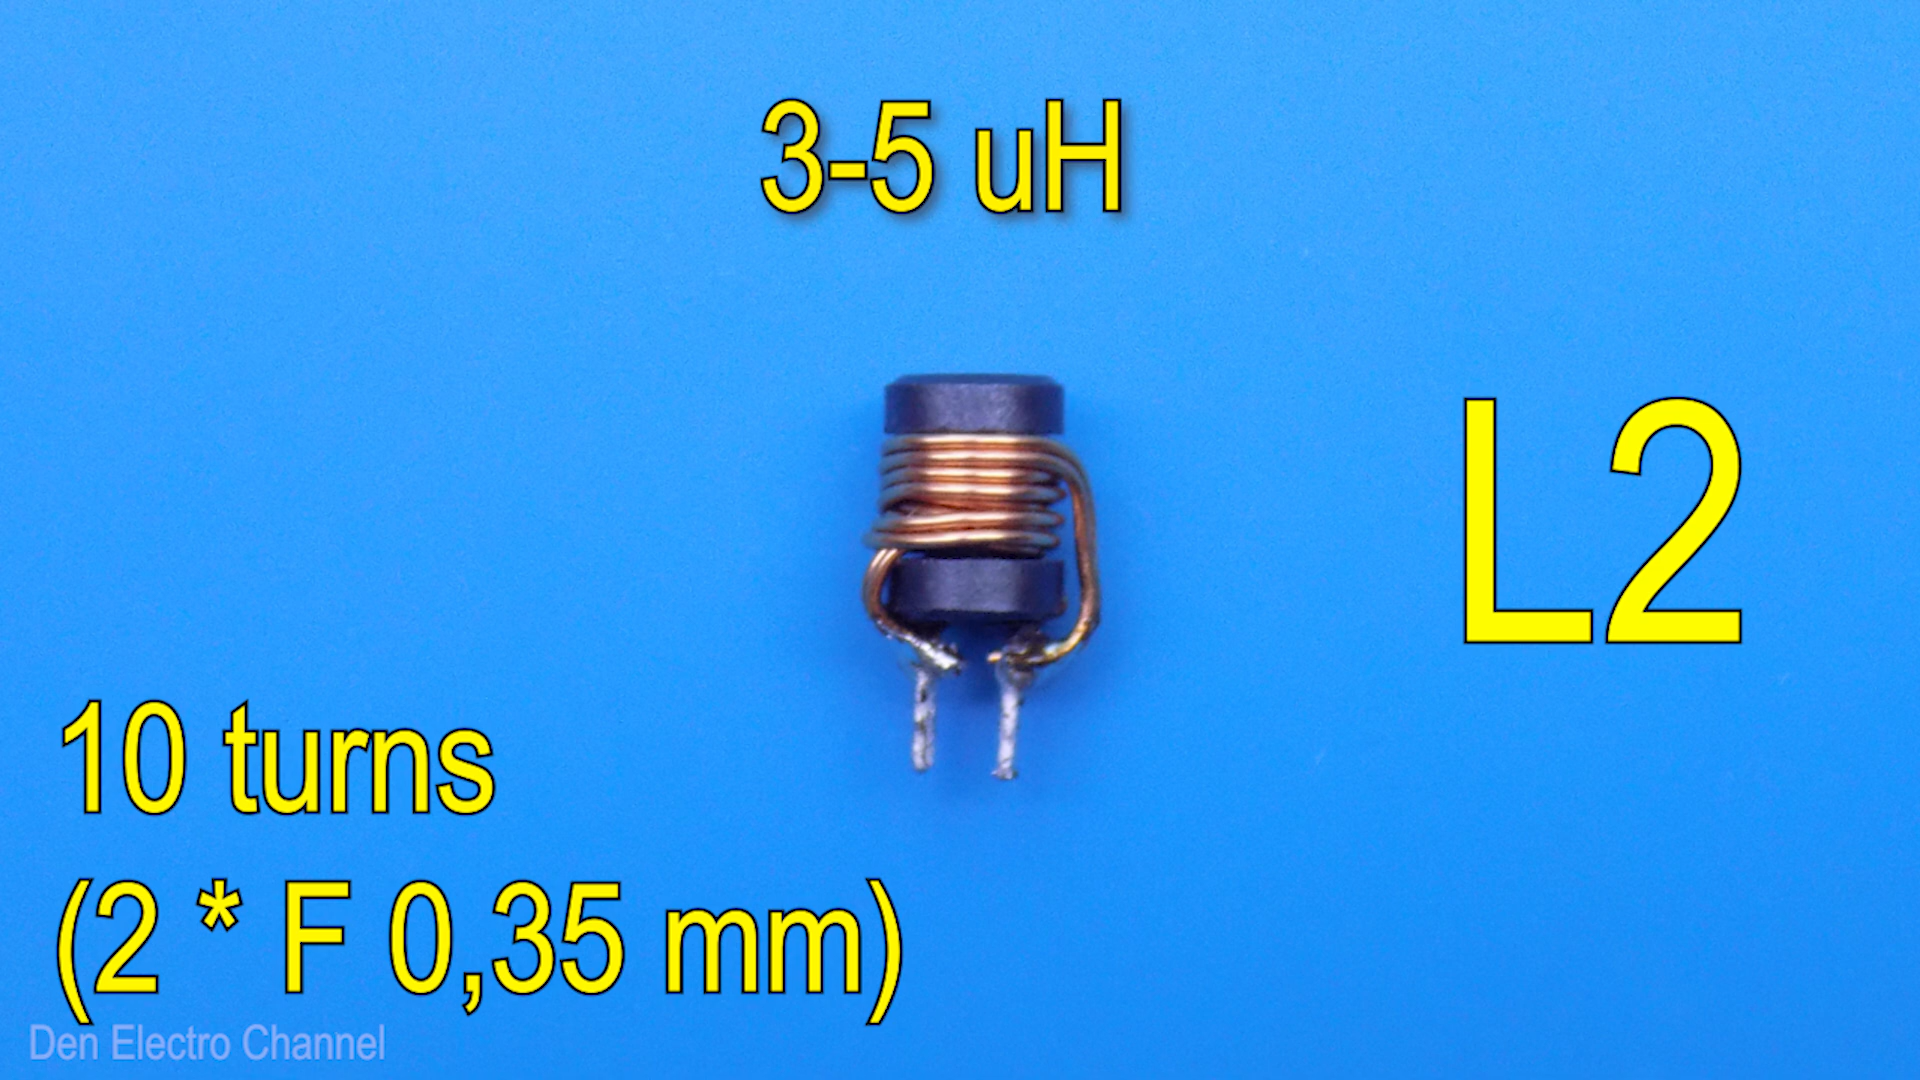 3-5 uH
L2
10 turns
(2 * F 0,35 mm)
Den Electro Channel